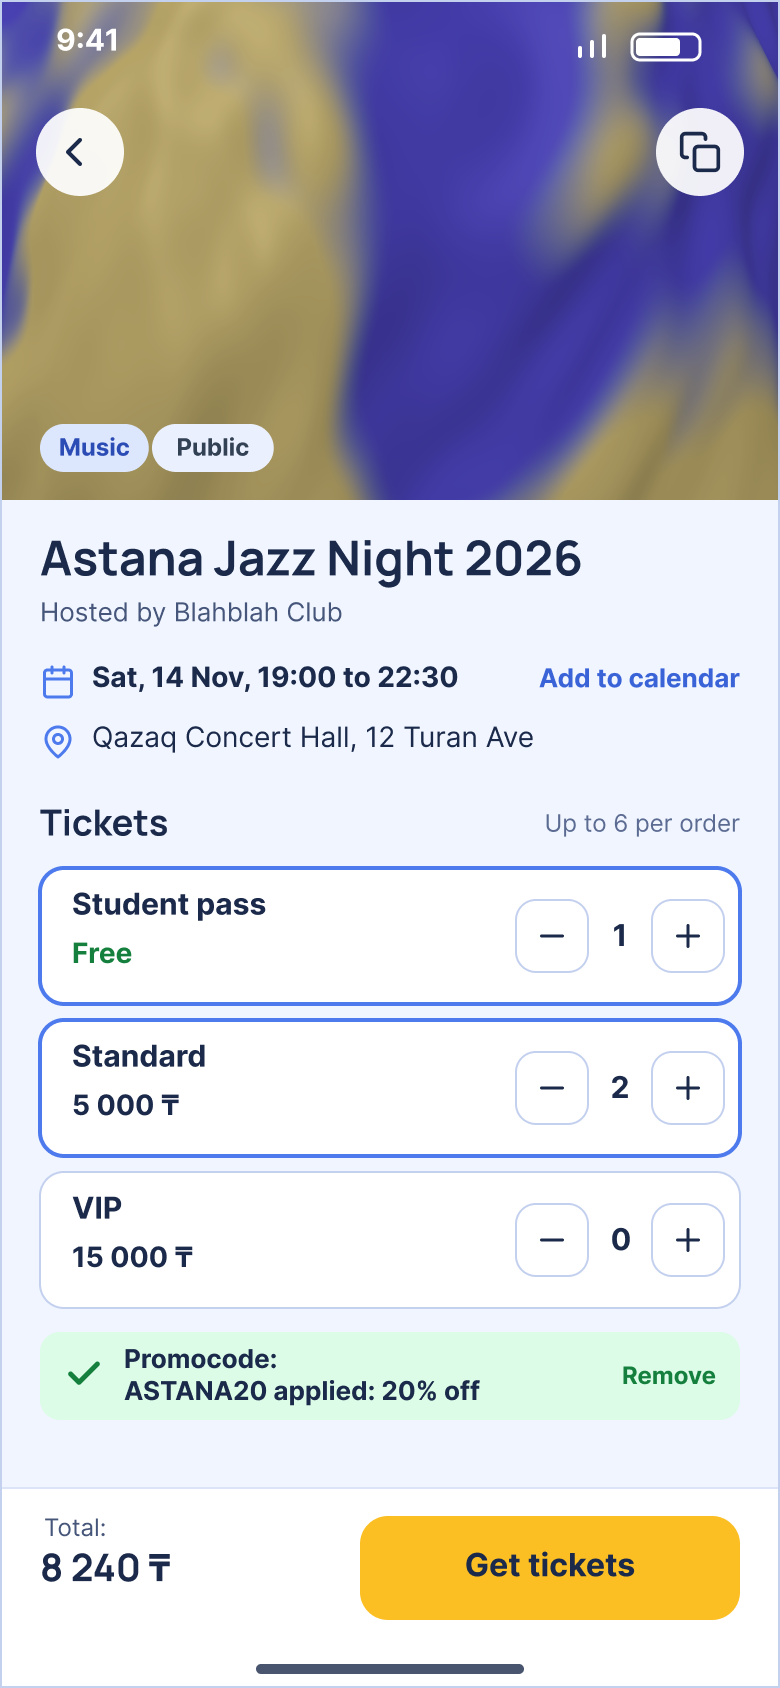 9:41
Music
Public
Astana Jazz Night 2026
Hosted by Blahblah Club
Sat, 14 Nov, 19:00 to 22:30
Add to calendar
Qazaq Concert Hall, 12 Turan Ave
Tickets
Up to 6 per order
Student pass
Free
1
Standard
5 000 ₸
2
VIP
15 000 ₸
0
Promocode:
ASTANA20 applied: 20% off
Remove
Total:
8 240 ₸
Get tickets